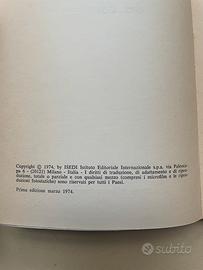 Copyright © 1974, by ISEDI Istituto Editoriale Internazionale s.p.a. via Palermo
6 - (20121) Milano - Italia - I diritti di traduzione, di adattamento e di ripro-
duzione, totale o parziale e con qualsiasi mezzo (compresi i microfilm e le ripro-
duzioni fotostatiche) sono riservati per tutti i Paesi.
Prima edizione marzo 1974.
subito